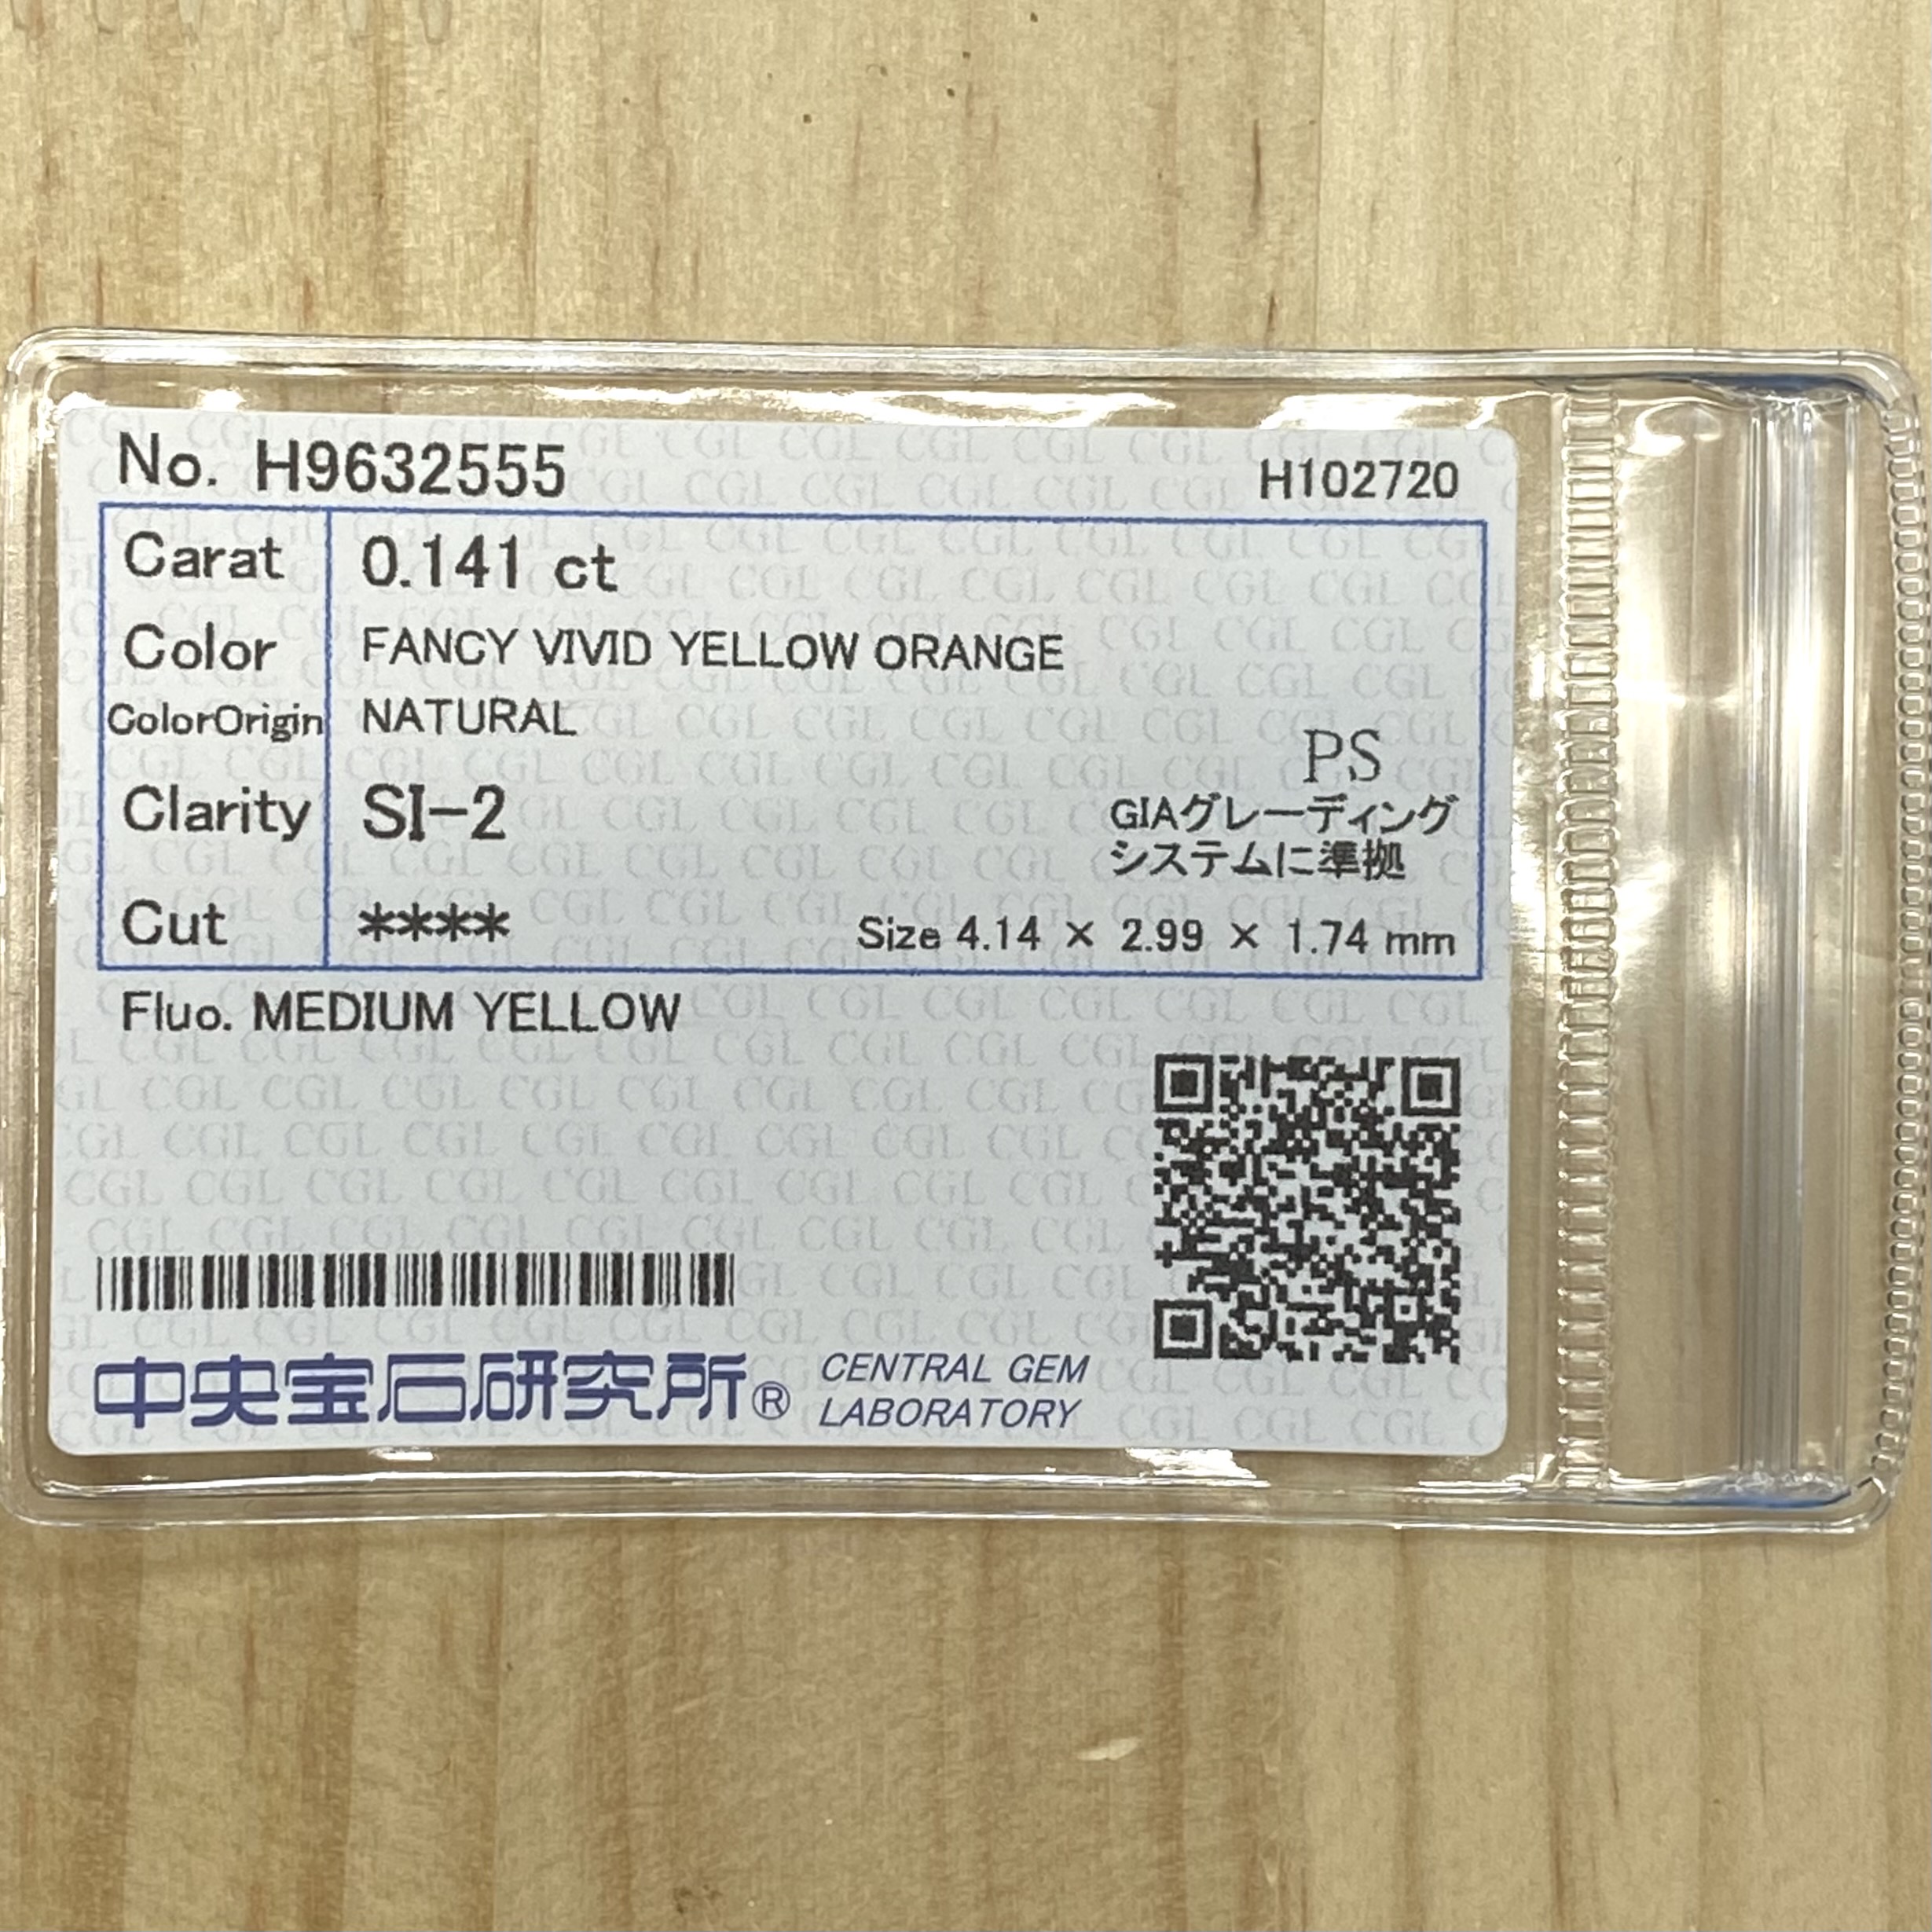 No. H9632555
H102720
Carat 0.141 ct
Color FANCY VIVID YELLOW ORANGE
ColorOrigin NATURAL
PS
Clarity SI-2
GIAグレーディング
システムに準拠
Cut ****
Size 4.14 × 2.99 × 1.74 mm
Fluo. MEDIUM YELLOW
中央宝石研究所® CENTRAL GEM
LABORATORY